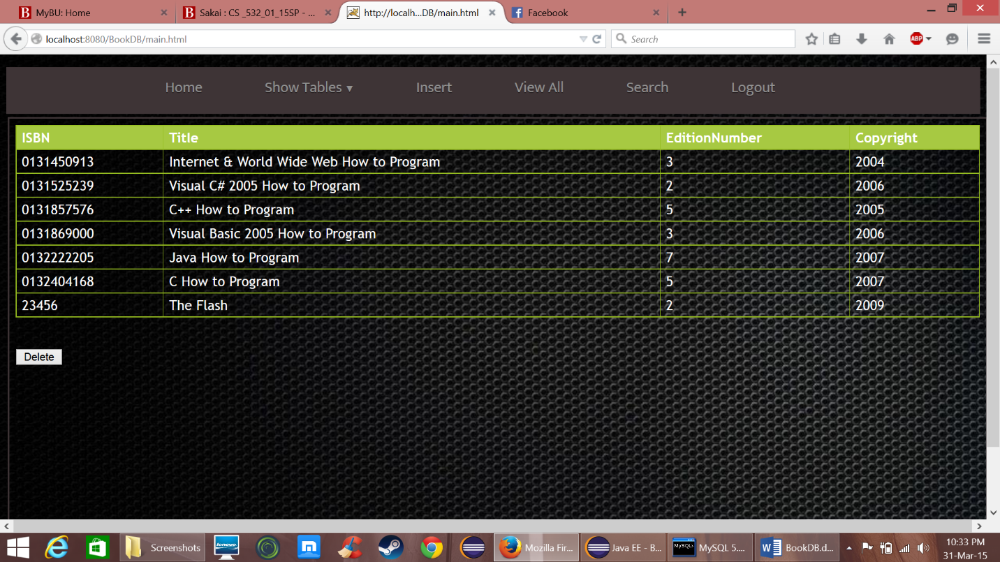 MyBU: Home
Sakai : CS _532_01_15SP - ...
http://localh...DB/main.html
Facebook
localhost:8080/BookDB/main.html
Search
ABP
Home Show Tables ▾ Insert View All Search Logout
ISBN Title EditionNumber Copyright
0131450913 Internet & World Wide Web How to Program 3 2004
0131525239 Visual C# 2005 How to Program 2 2006
0131857576 C++ How to Program 5 2005
0131869000 Visual Basic 2005 How to Program 3 2006
0132222205 Java How to Program 7 2007
0132404168 C How to Program 5 2007
23456 The Flash 2 2009
Delete
Screenshots
lenovo
Mozilla Fir...
Java EE - B...
MySQL
MySQL 5....
BookDB.d...
10:33 PM
31-Mar-15